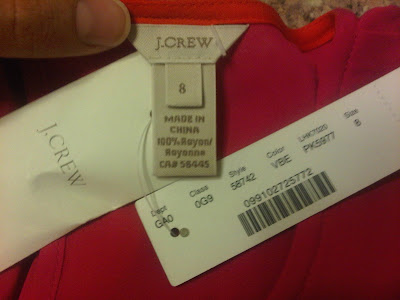 J.CREW
8
MADE IN
CHINA
100% Rayon/
Rayonne
CA# 56445
J.CREW
Dept
GA0
Class
0G9
Style
58742
Color
VBE
LHK7020
PK5977
Size
8
099102725772